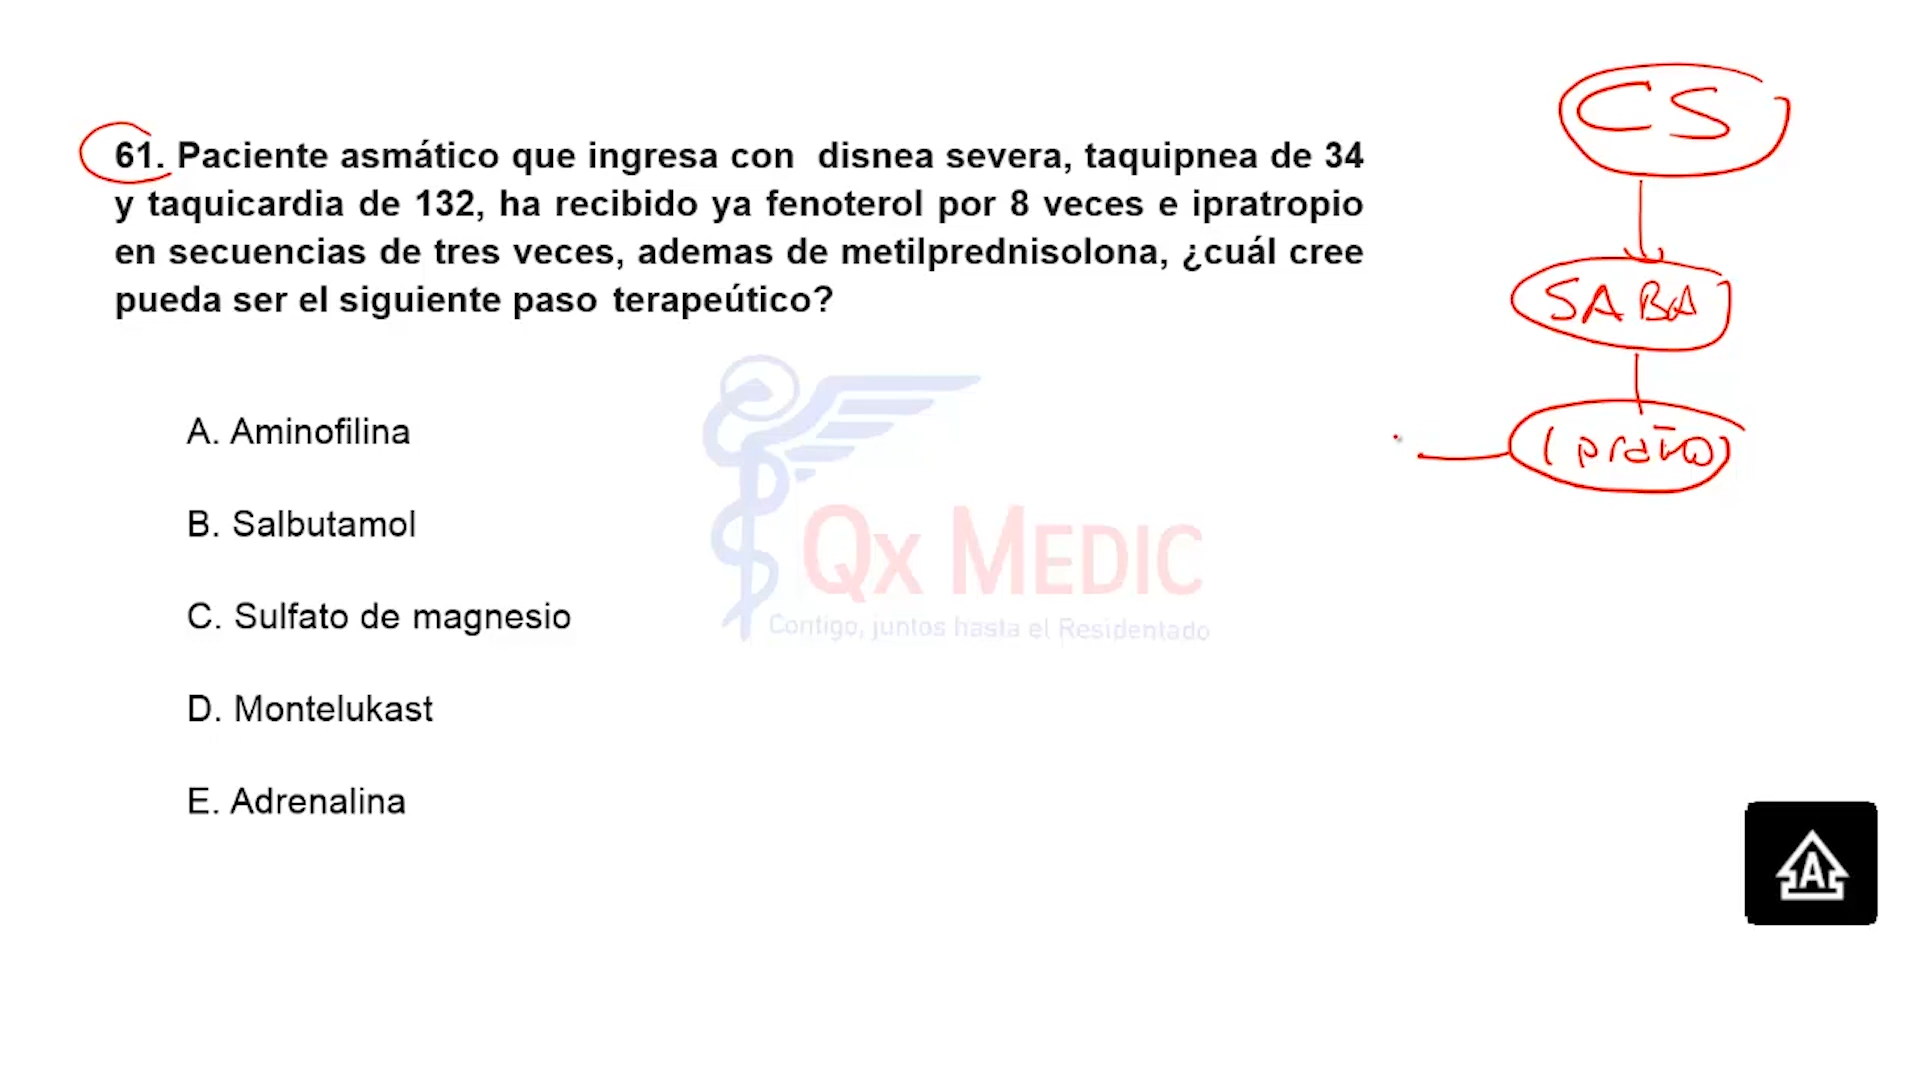 61. Paciente asmático que ingresa con disnea severa, taquipnea de 34
y taquicardia de 132, ha recibido ya fenoterol por 8 veces e ipratropio
en secuencias de tres veces, ademas de metilprednisolona, ¿cuál cree
pueda ser el siguiente paso terapeútico?
A. Aminofilina
B. Salbutamol
C. Sulfato de magnesio
D. Montelukast
E. Adrenalina
Qx MEDIC
Contigo, juntos hasta el Residentado
CS
SABA
A